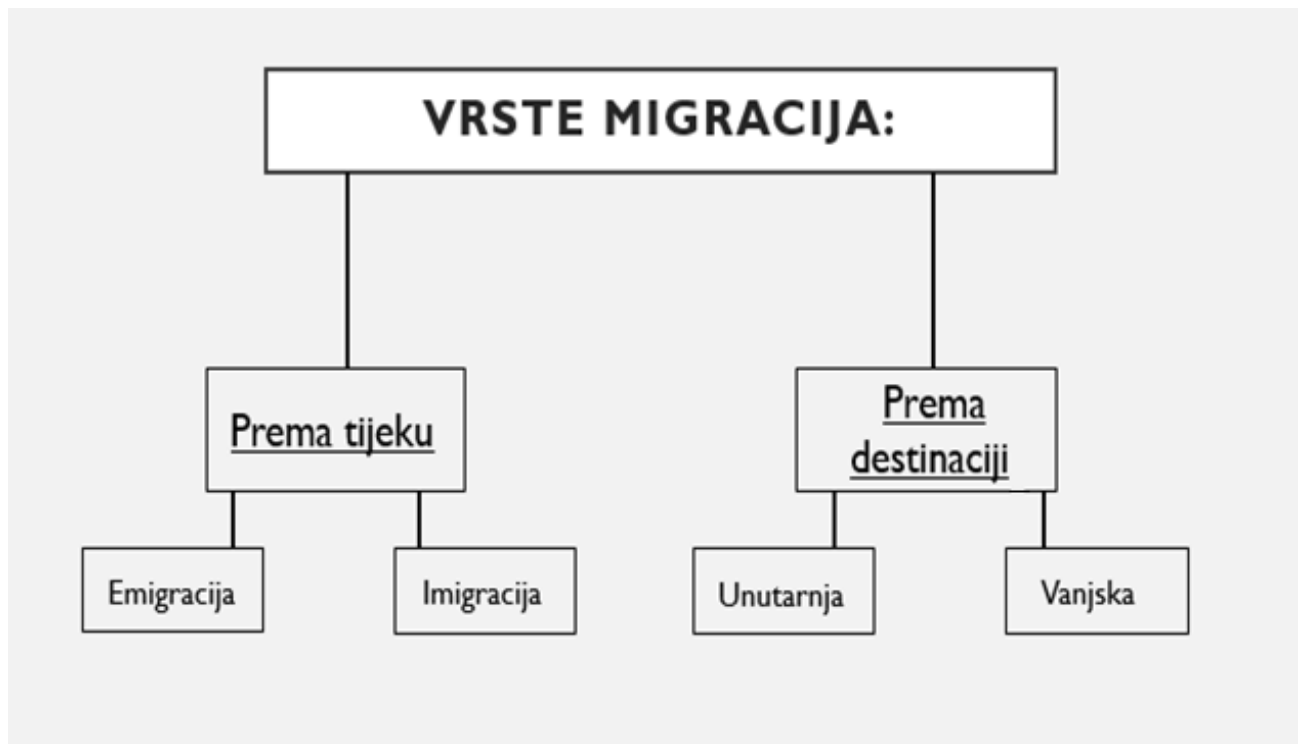 VRSTE MIGRACIJA:
Prema tijeku
Prema
destinaciji
Emigracija
Imigracija
Unutarnja
Vanjska